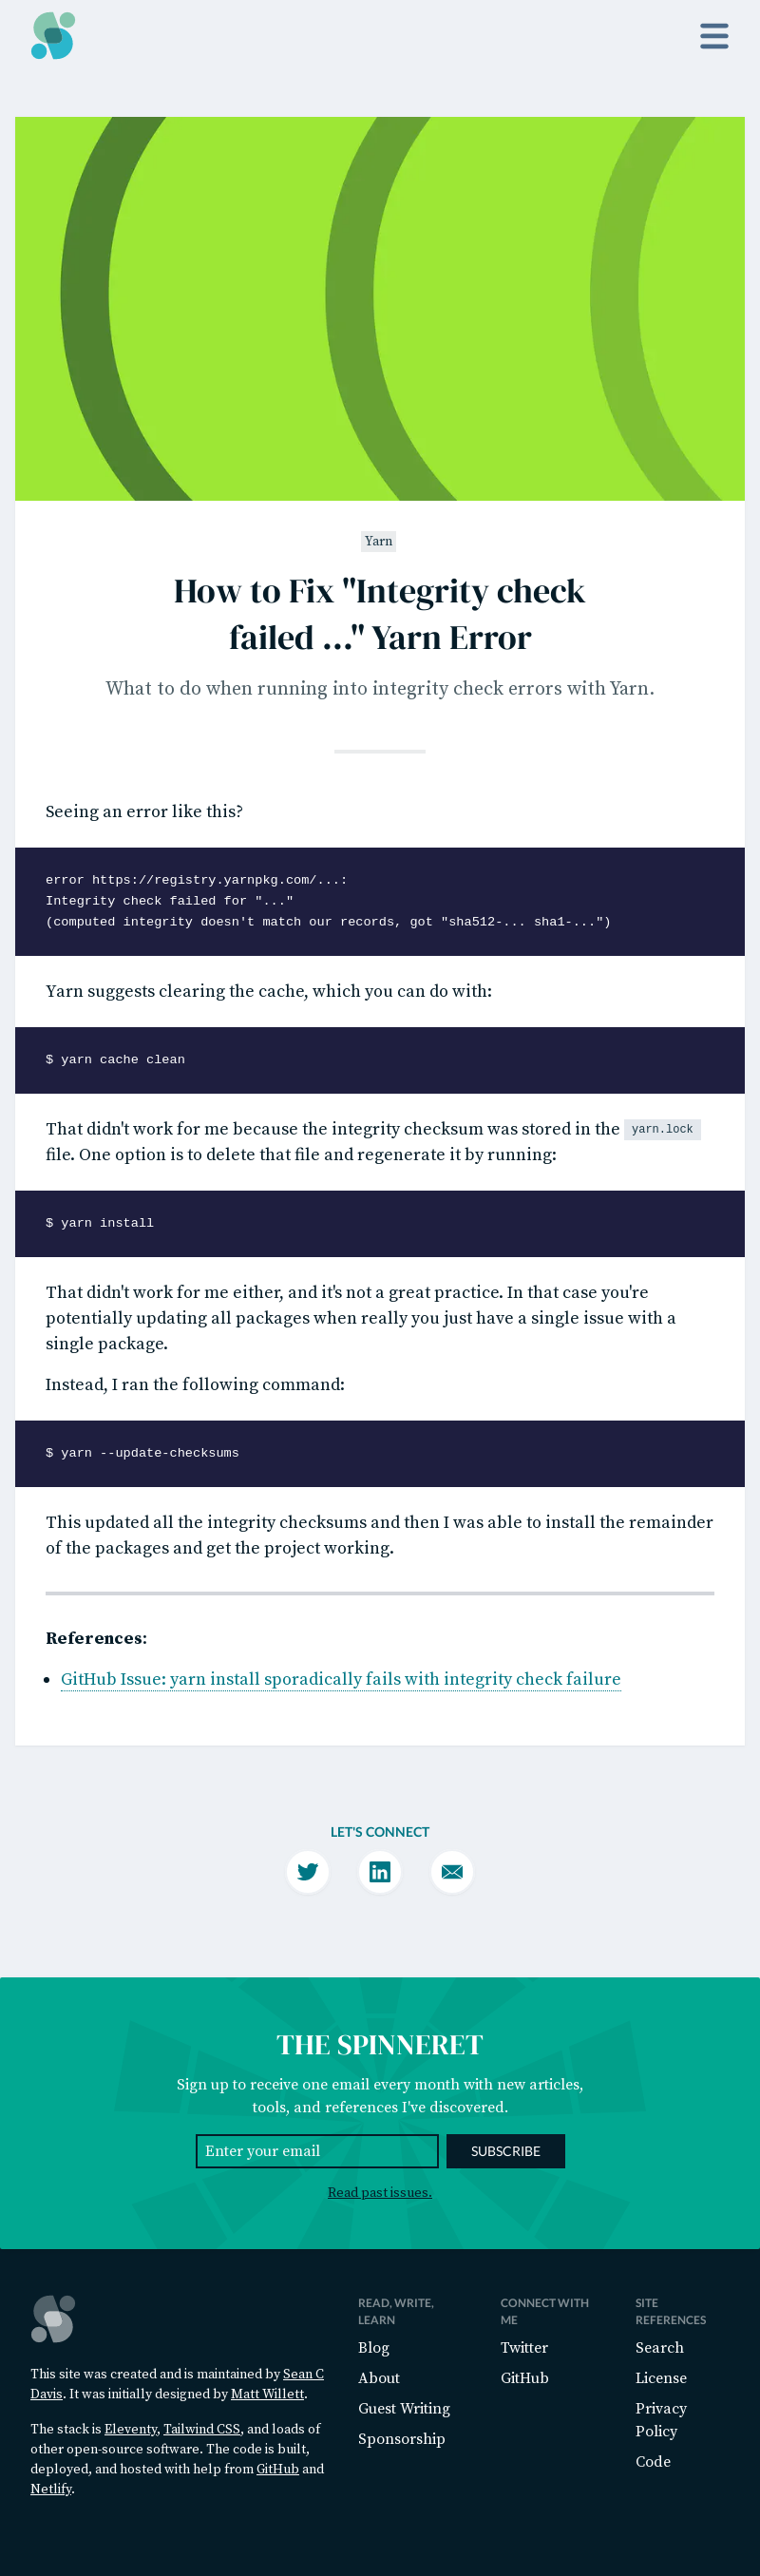 Yarn
How to Fix "Integrity check
failed ..." Yarn Error
What to do when running into integrity check errors with Yarn.
Seeing an error like this?
error https://registry.yarnpkg.com/...:
Integrity check failed for "..."
(computed integrity doesn't match our records, got "sha512-... sha1-...")
Yarn suggests clearing the cache, which you can do with:
$ yarn cache clean
That didn't work for me because the integrity checksum was stored in the yarn.lock
file. One option is to delete that file and regenerate it by running:
$ yarn install
That didn't work for me either, and it's not a great practice. In that case you're
potentially updating all packages when really you just have a single issue with a
single package.
Instead, I ran the following command:
$ yarn --update-checksums
This updated all the integrity checksums and then I was able to install the remainder
of the packages and get the project working.
References:
GitHub Issue: yarn install sporadically fails with integrity check failure
LET'S CONNECT
THE SPINNERET
Sign up to receive one email every month with new articles,
tools, and references I've discovered.
Enter your email
SUBSCRIBE
Read past issues.
This site was created and is maintained by Sean C
Davis. It was initially designed by Matt Willett.
The stack is Eleventy, Tailwind CSS, and loads of
other open-source software. The code is built,
deployed, and hosted with help from GitHub and
Netlify.
READ, WRITE,
LEARN
Blog
About
Guest Writing
Sponsorship
CONNECT WITH
ME
Twitter
GitHub
SITE
REFERENCES
Search
License
Privacy
Policy
Code